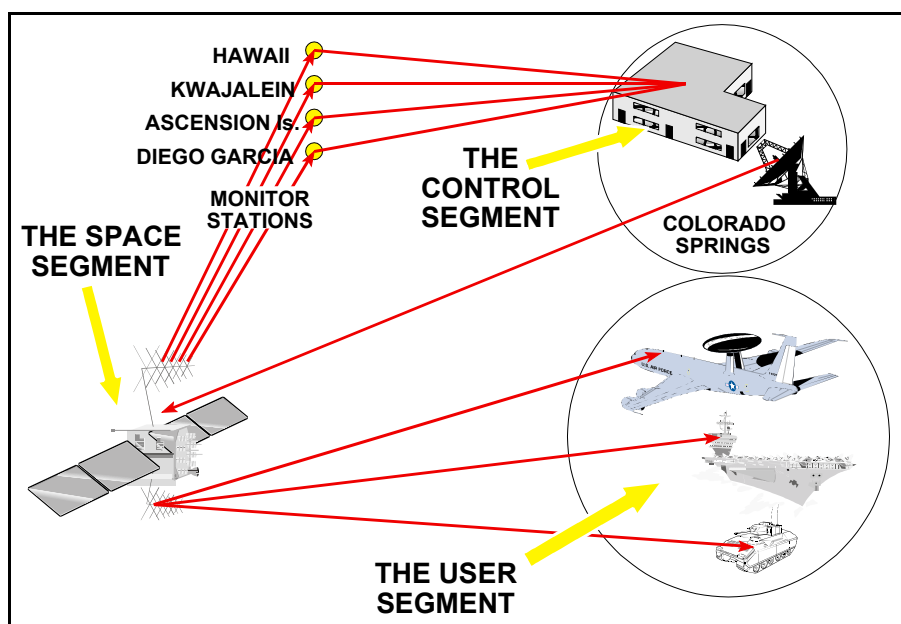 HAWAII
KWAJALEIN
ASCENSION Is.
DIEGO GARCIA
MONITOR
STATIONS
THE SPACE
SEGMENT
THE
CONTROL
SEGMENT
COLORADO
SPRINGS
U.S. AIR FORCE
THE USER
SEGMENT